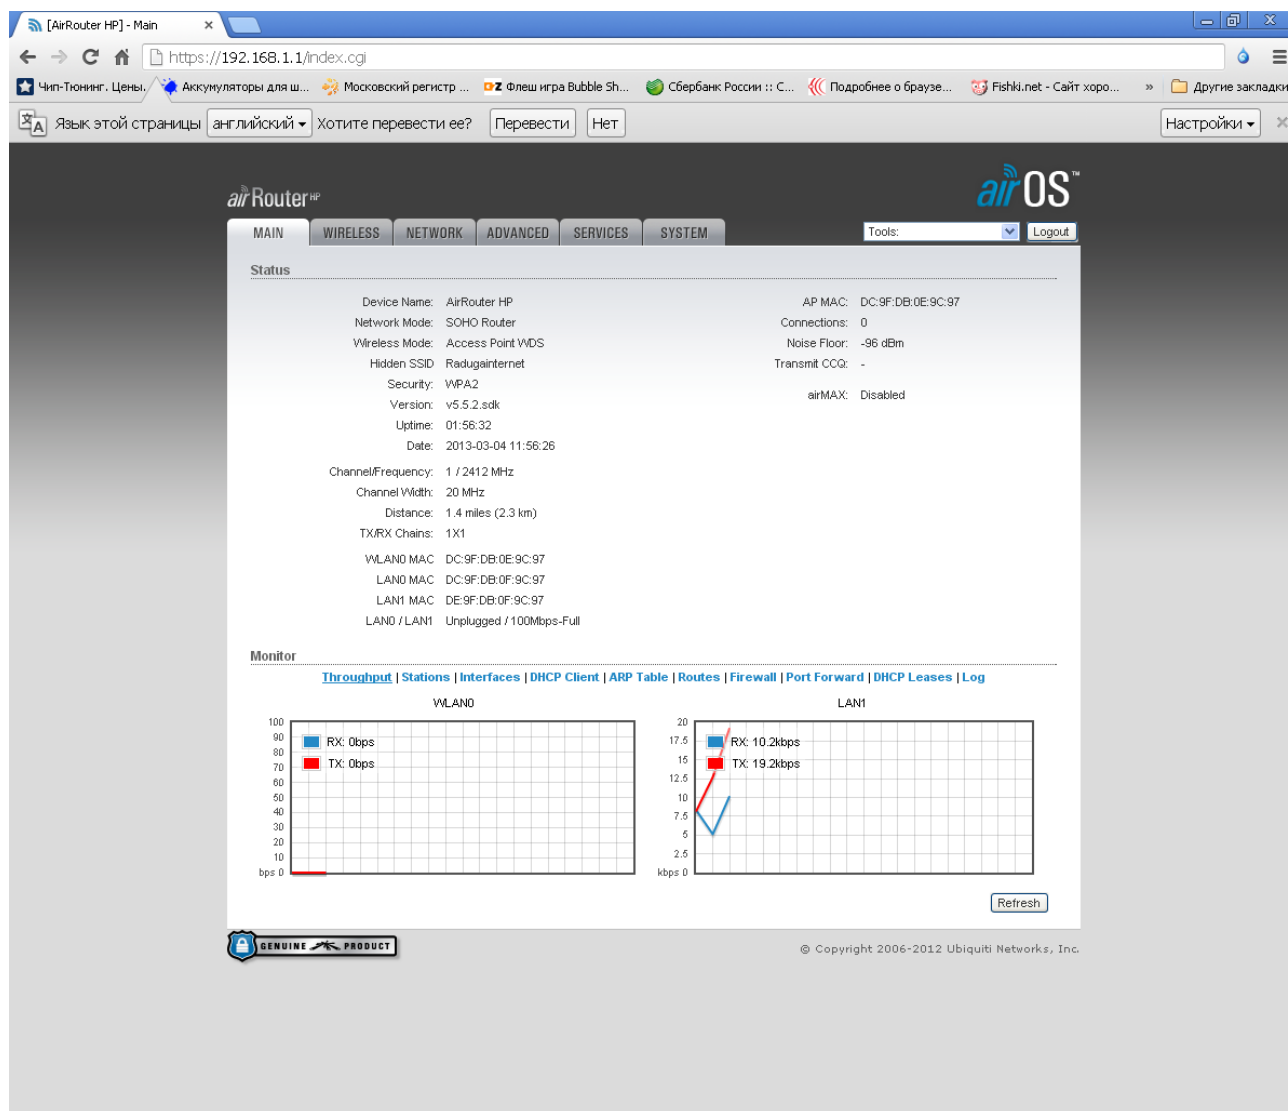 [AirRouter HP] - Main
https://192.168.1.1/index.cgi
Чип-Тюнинг. Цены. Аккумуляторы для ш... Московский регистр ... Флеш игра Bubble Sh... Сбербанк России :: С... Подробнее о браузе... Fishki.net - Сайт хоро... » Другие закладки
Язык этой страницы английский Хотите перевести ее? Перевести Нет Настройки
airRouter HP
airOS™
MAIN WIRELESS NETWORK ADVANCED SERVICES SYSTEM Tools: Logout
Status
Device Name: AirRouter HP
Network Mode: SOHO Router
Wireless Mode: Access Point WDS
Hidden SSID Radugainternet
Security: WPA2
Version: v5.5.2.sdk
Uptime: 01:56:32
Date: 2013-03-04 11:56:26
Channel/Frequency: 1 / 2412 MHz
Channel Width: 20 MHz
Distance: 1.4 miles (2.3 km)
TX/RX Chains: 1X1
WLAN0 MAC DC:9F:DB:0E:9C:97
LAN0 MAC DC:9F:DB:0F:9C:97
LAN1 MAC DE:9F:DB:0F:9C:97
LAN0 / LAN1 Unplugged / 100Mbps-Full
AP MAC: DC:9F:DB:0E:9C:97
Connections: 0
Noise Floor: -96 dBm
Transmit CCQ: -
airMAX: Disabled
Monitor
Throughput | Stations | Interfaces | DHCP Client | ARP Table | Routes | Firewall | Port Forward | DHCP Leases | Log
WLAN0
100
90
80
70
60
50
40
30
20
10
bps 0
RX: 0bps
TX: 0bps
LAN1
20
17.5
15
12.5
10
7.5
5
2.5
kbps 0
RX: 10.2kbps
TX: 19.2kbps
Refresh
GENUINE PRODUCT
© Copyright 2006-2012 Ubiquiti Networks, Inc.